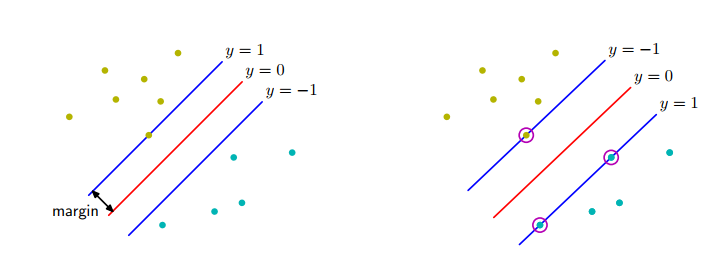 y = 1
y = 0
y = −1
margin
y = −1
y = 0
y = 1